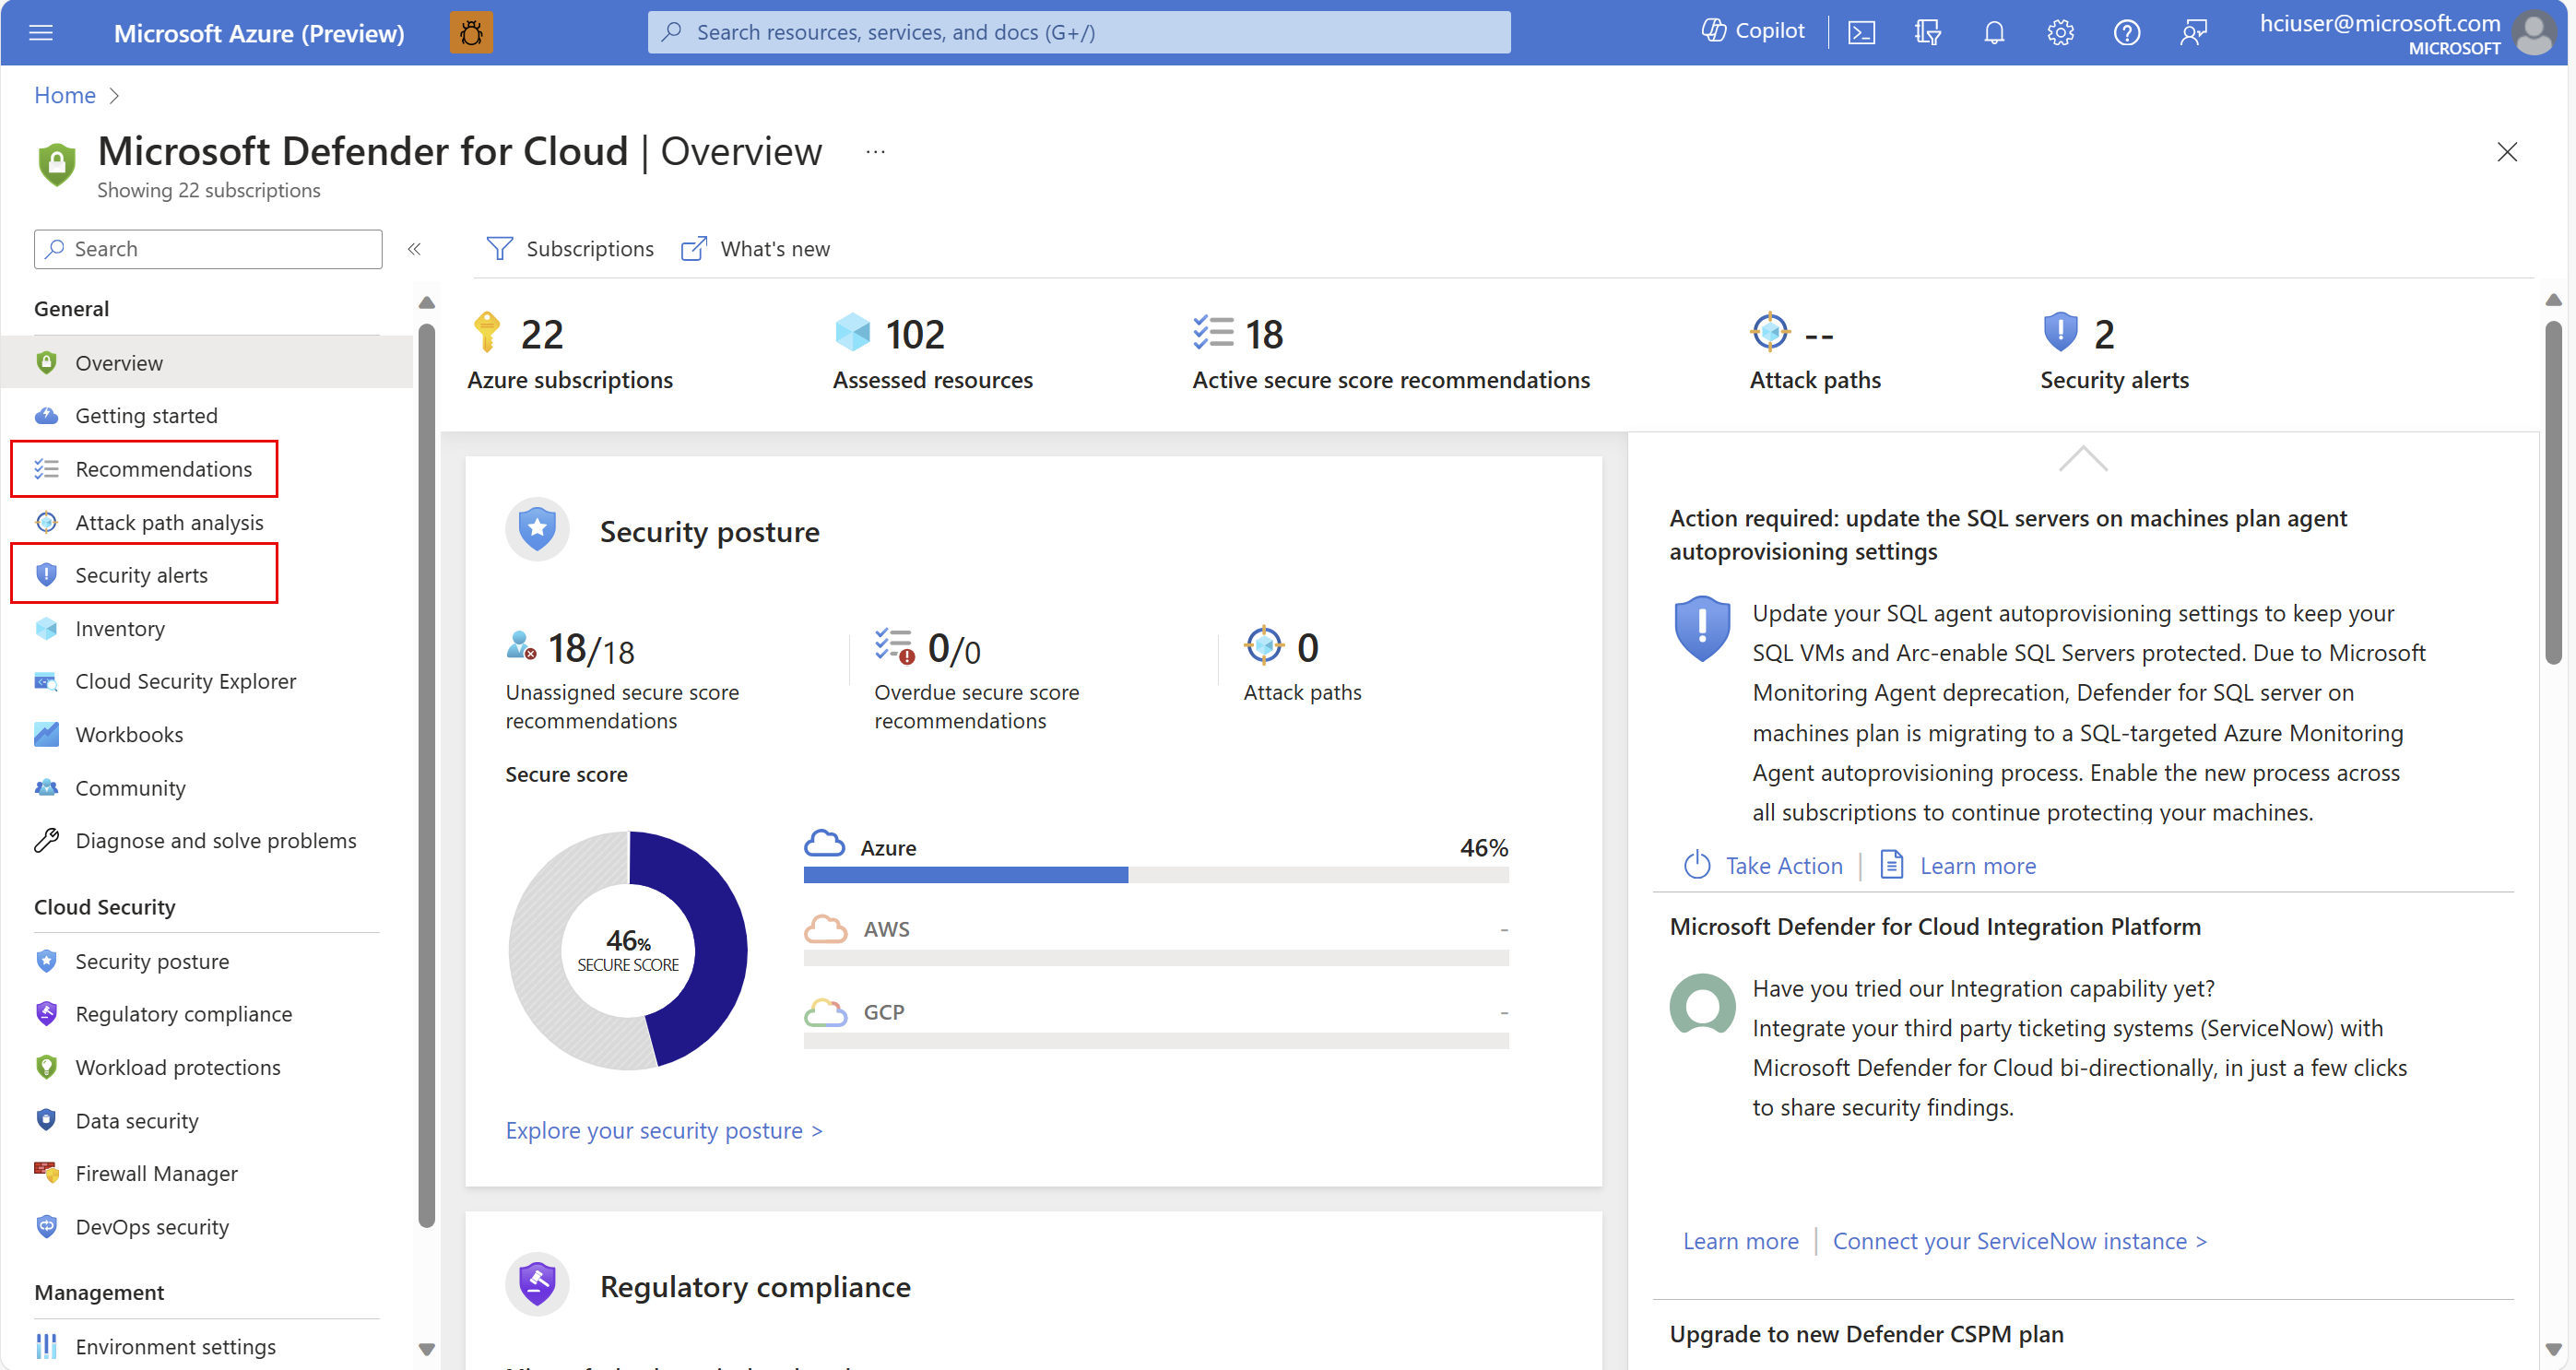 Microsoft Azure (Preview)
Search resources, services, and docs (G+/)
Copilot
hciuser@microsoft.com
MICROSOFT
Home
Microsoft Defender for Cloud | Overview
...
Showing 22 subscriptions
Search
«
Subscriptions
What's new
General
Overview
Getting started
Recommendations
Attack path analysis
Security alerts
Inventory
Cloud Security Explorer
Workbooks
Community
Diagnose and solve problems
Cloud Security
Security posture
Regulatory compliance
Workload protections
Data security
Firewall Manager
DevOps security
Management
Environment settings
22
Azure subscriptions
102
Assessed resources
18
Active secure score recommendations
--
Attack paths
2
Security alerts
Security posture
18/18
Unassigned secure score
recommendations
0/0
Overdue secure score
recommendations
0
Attack paths
Secure score
46%
SECURE SCORE
Azure
46%
AWS
-
GCP
-
Explore your security posture >
Regulatory compliance
Action required: update the SQL servers on machines plan agent
autoprovisioning settings
Update your SQL agent autoprovisioning settings to keep your
SQL VMs and Arc-enable SQL Servers protected. Due to Microsoft
Monitoring Agent deprecation, Defender for SQL server on
machines plan is migrating to a SQL-targeted Azure Monitoring
Agent autoprovisioning process. Enable the new process across
all subscriptions to continue protecting your machines.
Take Action | Learn more
Microsoft Defender for Cloud Integration Platform
Have you tried our Integration capability yet?
Integrate your third party ticketing systems (ServiceNow) with
Microsoft Defender for Cloud bi-directionally, in just a few clicks
to share security findings.
Learn more | Connect your ServiceNow instance >
Upgrade to new Defender CSPM plan